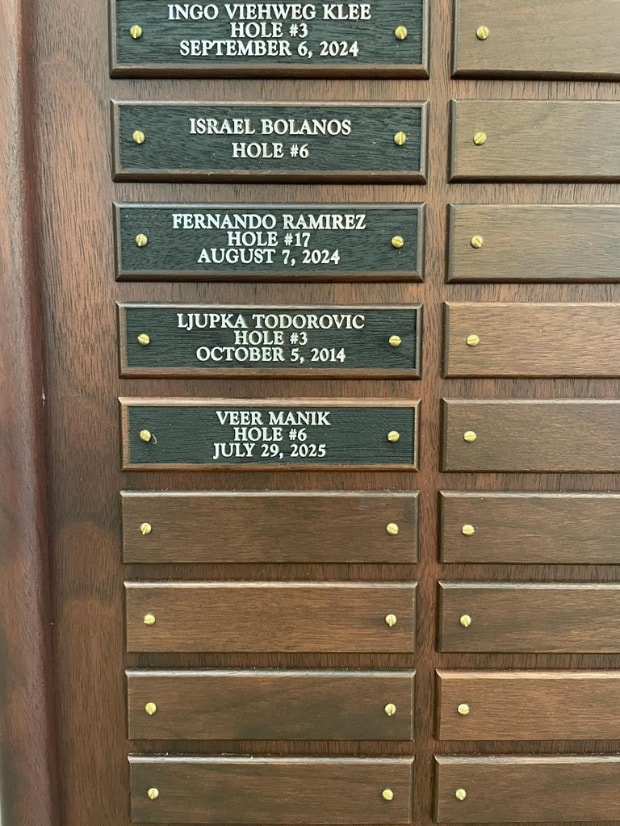 INGO VIEHWEG KLEE
HOLE #3
SEPTEMBER 6, 2024
ISRAEL BOLANOS
HOLE #6
FERNANDO RAMIREZ
HOLE #17
AUGUST 7, 2024
LJUPKA TODOROVIC
HOLE #3
OCTOBER 5, 2014
VEER MANIK
HOLE #6
JULY 29, 2025